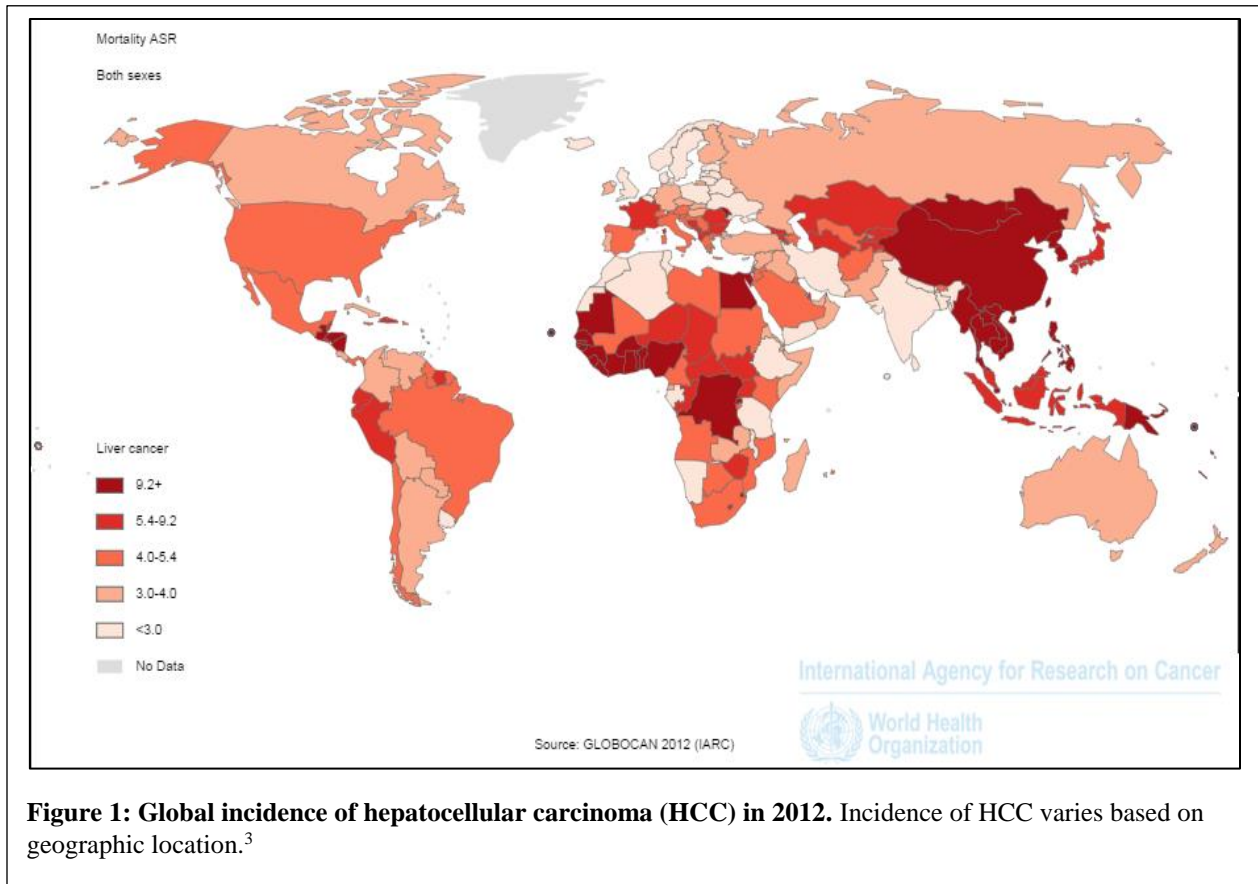 Mortality ASR
Both sexes
Liver cancer
9.2+
5.4-9.2
4.0-5.4
3.0-4.0
<3.0
No Data
International Agency for Research on Cancer
World Health
Organization
Source: GLOBOCAN 2012 (IARC)
Figure 1: Global incidence of hepatocellular carcinoma (HCC) in 2012. Incidence of HCC varies based on
geographic location.3